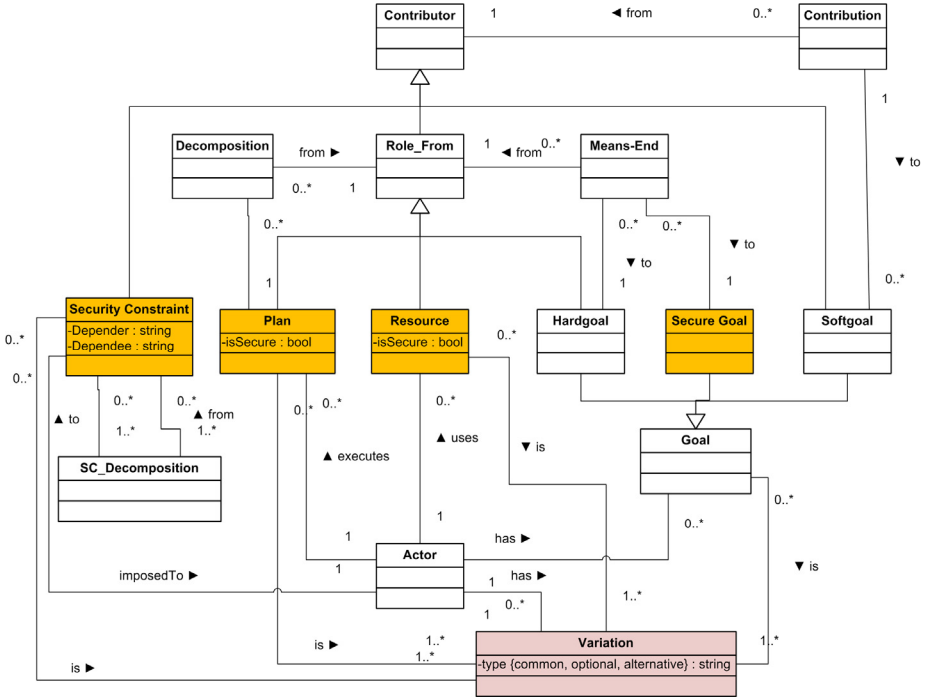 Contributor
1
◄ from
0..*
Contribution
1
▼ to
0..*
Decomposition
from ►
0..*
1
Role_From
1
◄ from
0..*
Means-End
0..*
1
0..*
0..*
▼ to
1
▼ to
1
Security Constraint
-Depender : string
-Dependee : string
Plan
-isSecure : bool
Resource
-isSecure : bool
Hardgoal
Secure Goal
Softgoal
0..*
0..*
0..*
▲ to
0..*
1..*
0..*
▲ from
1..*
0..*
0..*
0..*
▲ executes
▲ uses
▼ is
SC_Decomposition
Goal
0..*
0..*
1
1
has ►
Actor
1
imposedTo ►
1
has ►
0..*
1
1..*
▼ is
1..*
is ►
1..*
1..*
is ►
Variation
-type {common, optional, alternative} : string